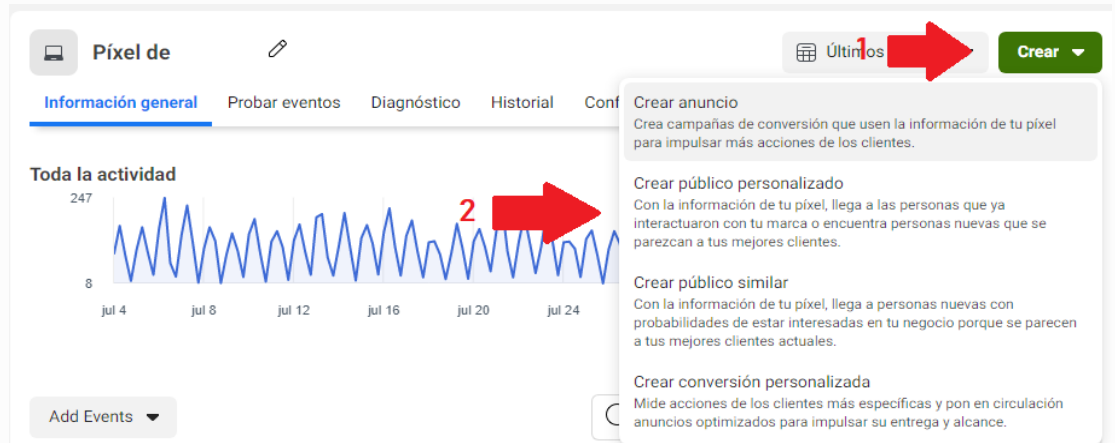 Píxel de
Últimos
1
Crear
Información general
Probar eventos
Diagnóstico
Historial
Conf
Crear anuncio
Crea campañas de conversión que usen la información de tu píxel
para impulsar más acciones de los clientes.
Toda la actividad
247
8
jul 4
jul 8
jul 12
jul 16
jul 20
jul 24
2
Crear público personalizado
Con la información de tu píxel, llega a las personas que ya
interactuaron con tu marca o encuentra personas nuevas que se
parezcan a tus mejores clientes.
Crear público similar
Con la información de tu píxel, llega a personas nuevas con
probabilidades de estar interesadas en tu negocio porque se parecen
a tus mejores clientes actuales.
Crear conversión personalizada
Mide acciones de los clientes más específicas y pon en circulación
anuncios optimizados para impulsar su entrega y alcance.
Add Events